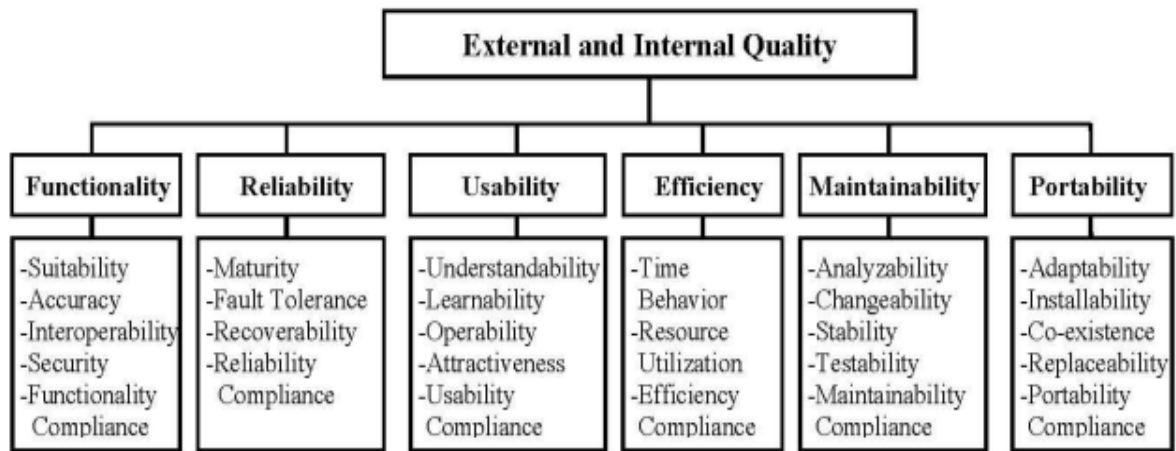 External and Internal Quality
Functionality
Reliability
Usability
Efficiency
Maintainability
Portability
-Suitability
-Accuracy
-Interoperability
-Security
-Functionality
Compliance
-Maturity
-Fault Tolerance
-Recoverability
-Reliability
Compliance
-Understandability
-Learnability
-Operability
-Attractiveness
-Usability
Compliance
-Time
Behavior
-Resource
Utilization
-Efficiency
Compliance
-Analyzability
-Changeability
-Stability
-Testability
-Maintainability
Compliance
-Adaptability
-Installability
-Co-existence
-Replaceability
-Portability
Compliance